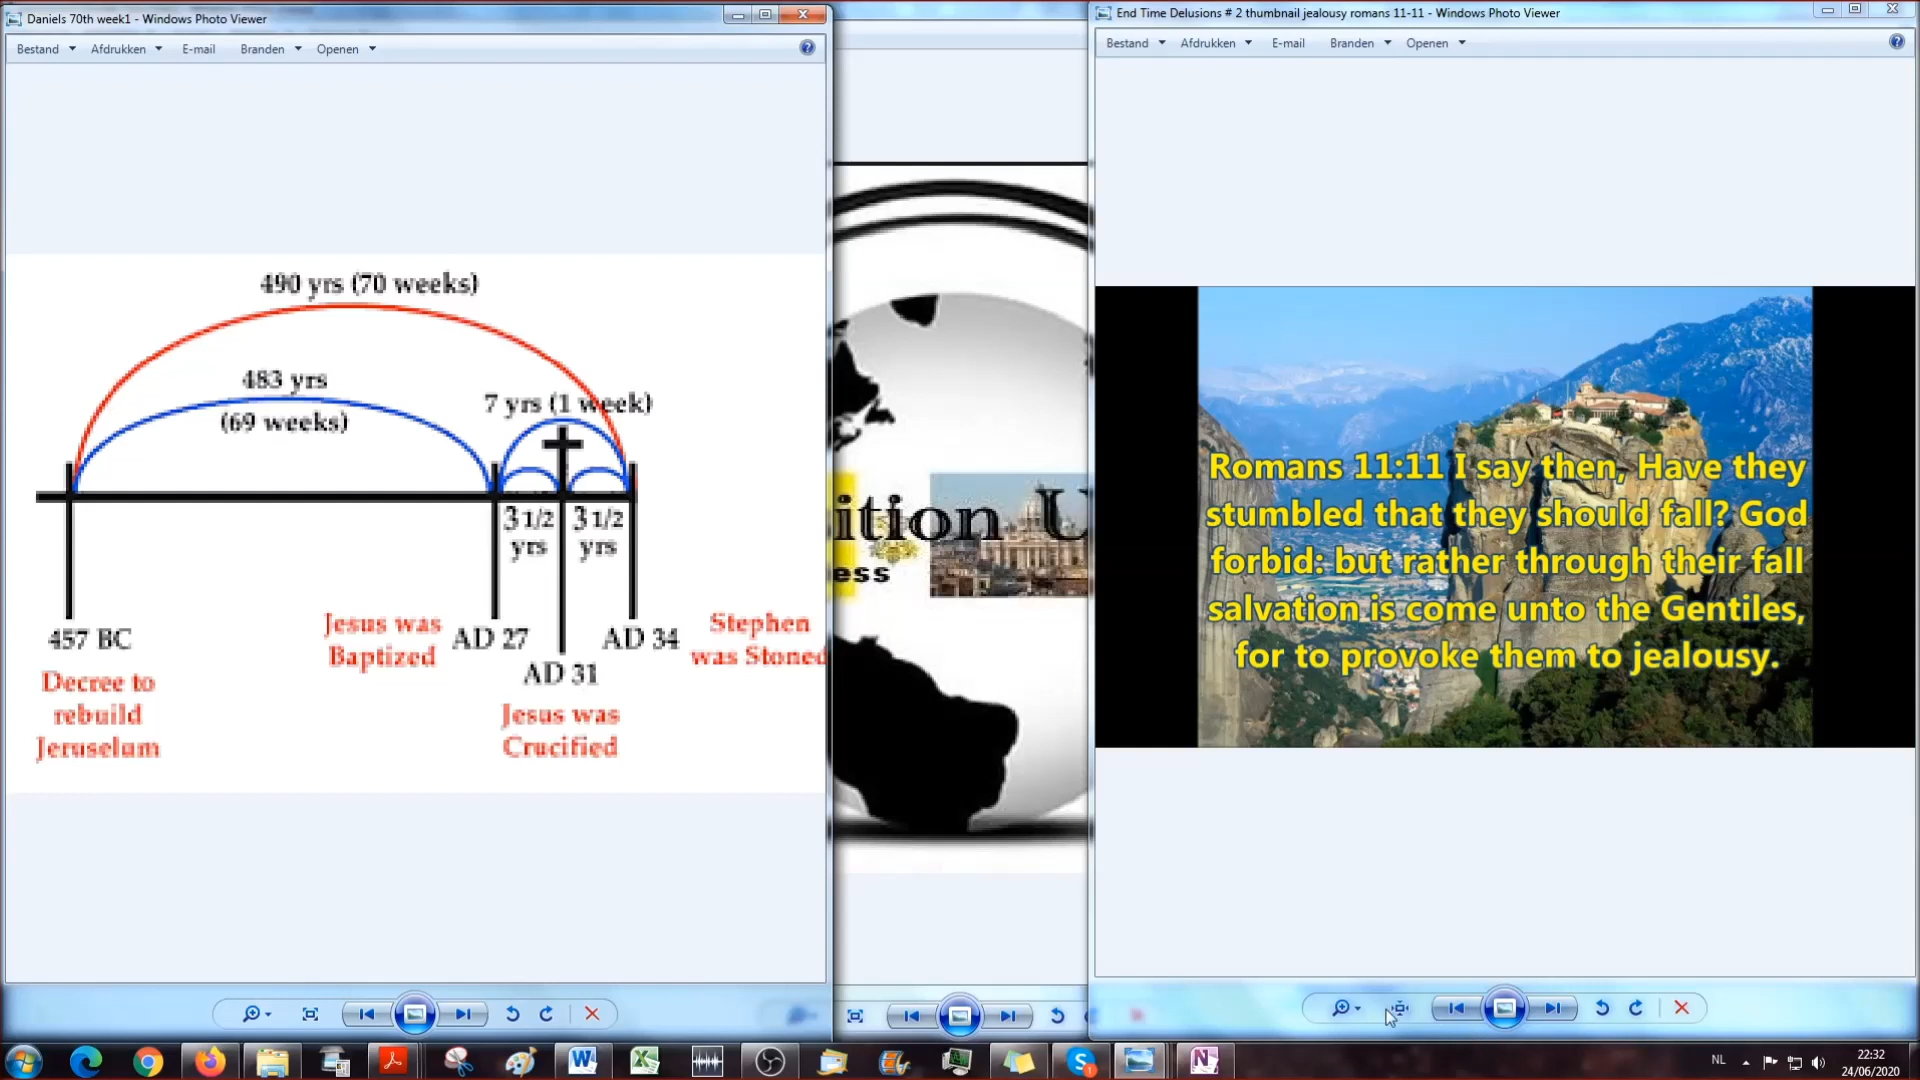 Daniels 70th week1 - Windows Photo Viewer
Bestand
Afdrukken
E-mail
Branden
Openen
490 yrs (70 weeks)
483 yrs
(69 weeks)
7 yrs (1 week)
3 1/2
yrs
3 1/2
yrs
457 BC
Decree to
rebuild
Jeruselum
Jesus was
Baptized
AD 27
AD 31
Jesus was
Crucified
AD 34
Stephen
was Stoned
ition U
ess
End Time Delusions # 2 thumbnail jealousy romans 11-11 - Windows Photo Viewer
Bestand
Afdrukken
E-mail
Branden
Openen
Romans 11:11 I say then, Have they
stumbled that they should fall? God
forbid: but rather through their fall
salvation is come unto the Gentiles,
for to provoke them to jealousy.
NL
22:32
24/06/2020